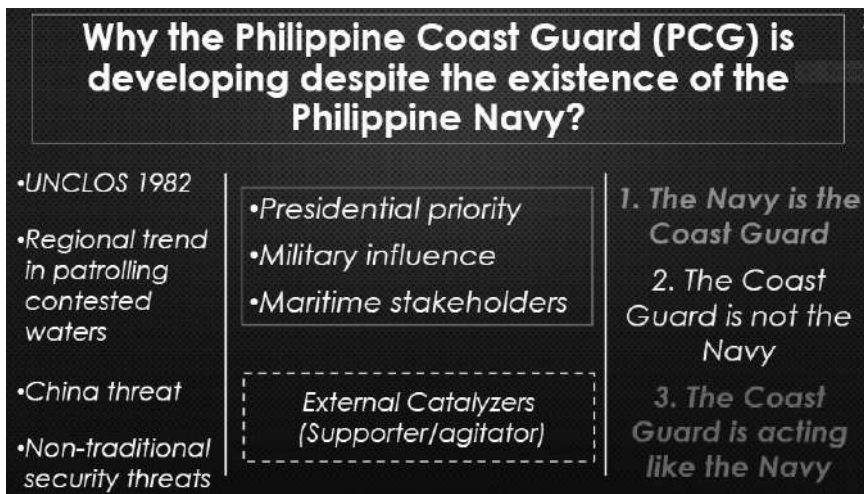 Why the Philippine Coast Guard (PCG) is
developing despite the existence of the
Philippine Navy?
•UNCLOS 1982
•Regional trend
in patrolling
contested
waters
•China threat
•Non-traditional
security threats
•Presidential priority
•Military influence
•Maritime stakeholders
External Catalyzers
(Supporter/agitator)
1. The Navy is the
Coast Guard
2. The Coast
Guard is not the
Navy
3. The Coast
Guard is acting
like the Navy